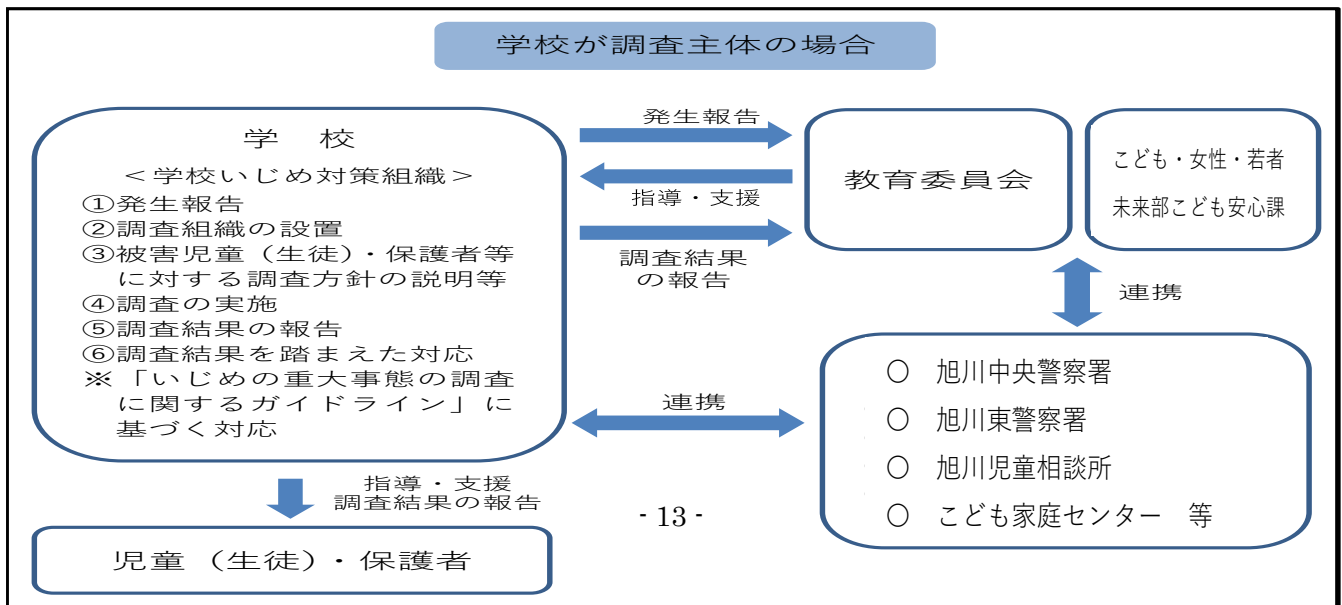 学校が調査主体の場合
学　校
＜学校いじめ対策組織＞
①発生報告
②調査組織の設置
③被害児童（生徒）・保護者等
に対する調査方針の説明等
④調査の実施
⑤調査結果の報告
⑥調査結果を踏まえた対応
※「いじめの重大事態の調査
に関するガイドライン」に
基づく対応
発生報告
指導・支援
調査結果
の報告
教育委員会
こども・女性・若者
未来部こども安心課
連携
連携
〇　旭川中央警察署
〇　旭川東警察署
〇　旭川児童相談所
〇　こども家庭センター　等
指導・支援
調査結果の報告
- 13 -
児童（生徒）・保護者